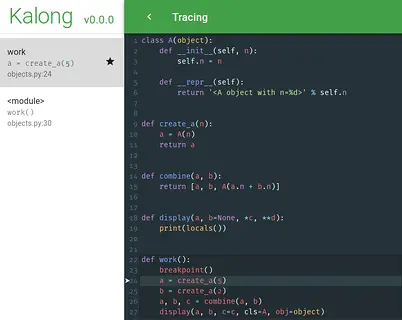 Kalong v0.0.0
work
a = create_a(5)
objects.py:24
<module>
work()
objects.py:30
Tracing
1 class A(object):
2     def __init__(self, n):
3         self.n = n
4
5     def __repr__(self):
6         return '<A object with n=%d>' % self.n
7
8
9 def create_a(n):
10     a = A(n)
11     return a
12
13
14 def combine(a, b):
15     return [a, b, A(a.n + b.n)]
16
17
18 def display(a, b=None, *c, **d):
19     print(locals())
20
21
22 def work():
23     breakpoint()
24     a = create_a(5)
25     b = create_a(2)
26     a, b, c = combine(a, b)
27     display(a, b, c=c, cls=A, obj=object)